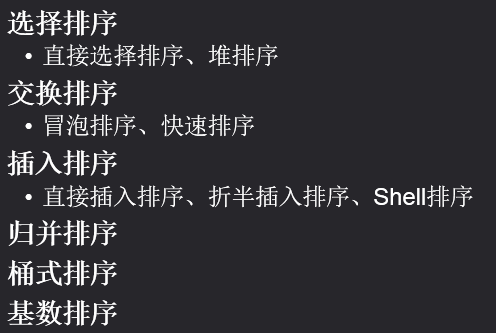 选择排序
• 直接选择排序、堆排序
交换排序
• 冒泡排序、快速排序
插入排序
• 直接插入排序、折半插入排序、Shell排序
归并排序
桶式排序
基数排序